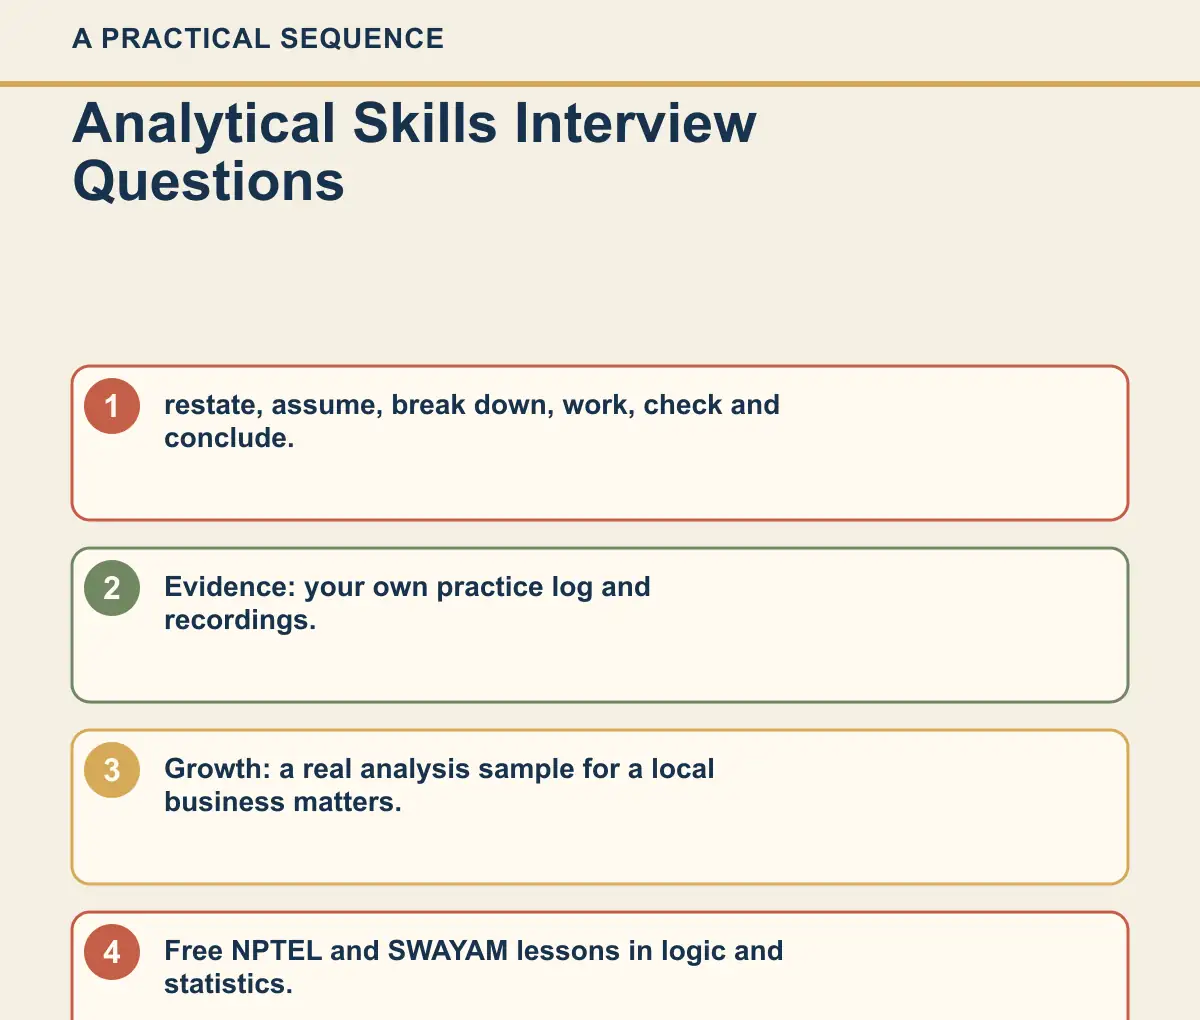 A PRACTICAL SEQUENCE
Analytical Skills Interview
Questions
1
restate, assume, break down, work, check and
conclude.
2
Evidence: your own practice log and
recordings.
3
Growth: a real analysis sample for a local
business matters.
4
Free NPTEL and SWAYAM lessons in logic and
statistics.